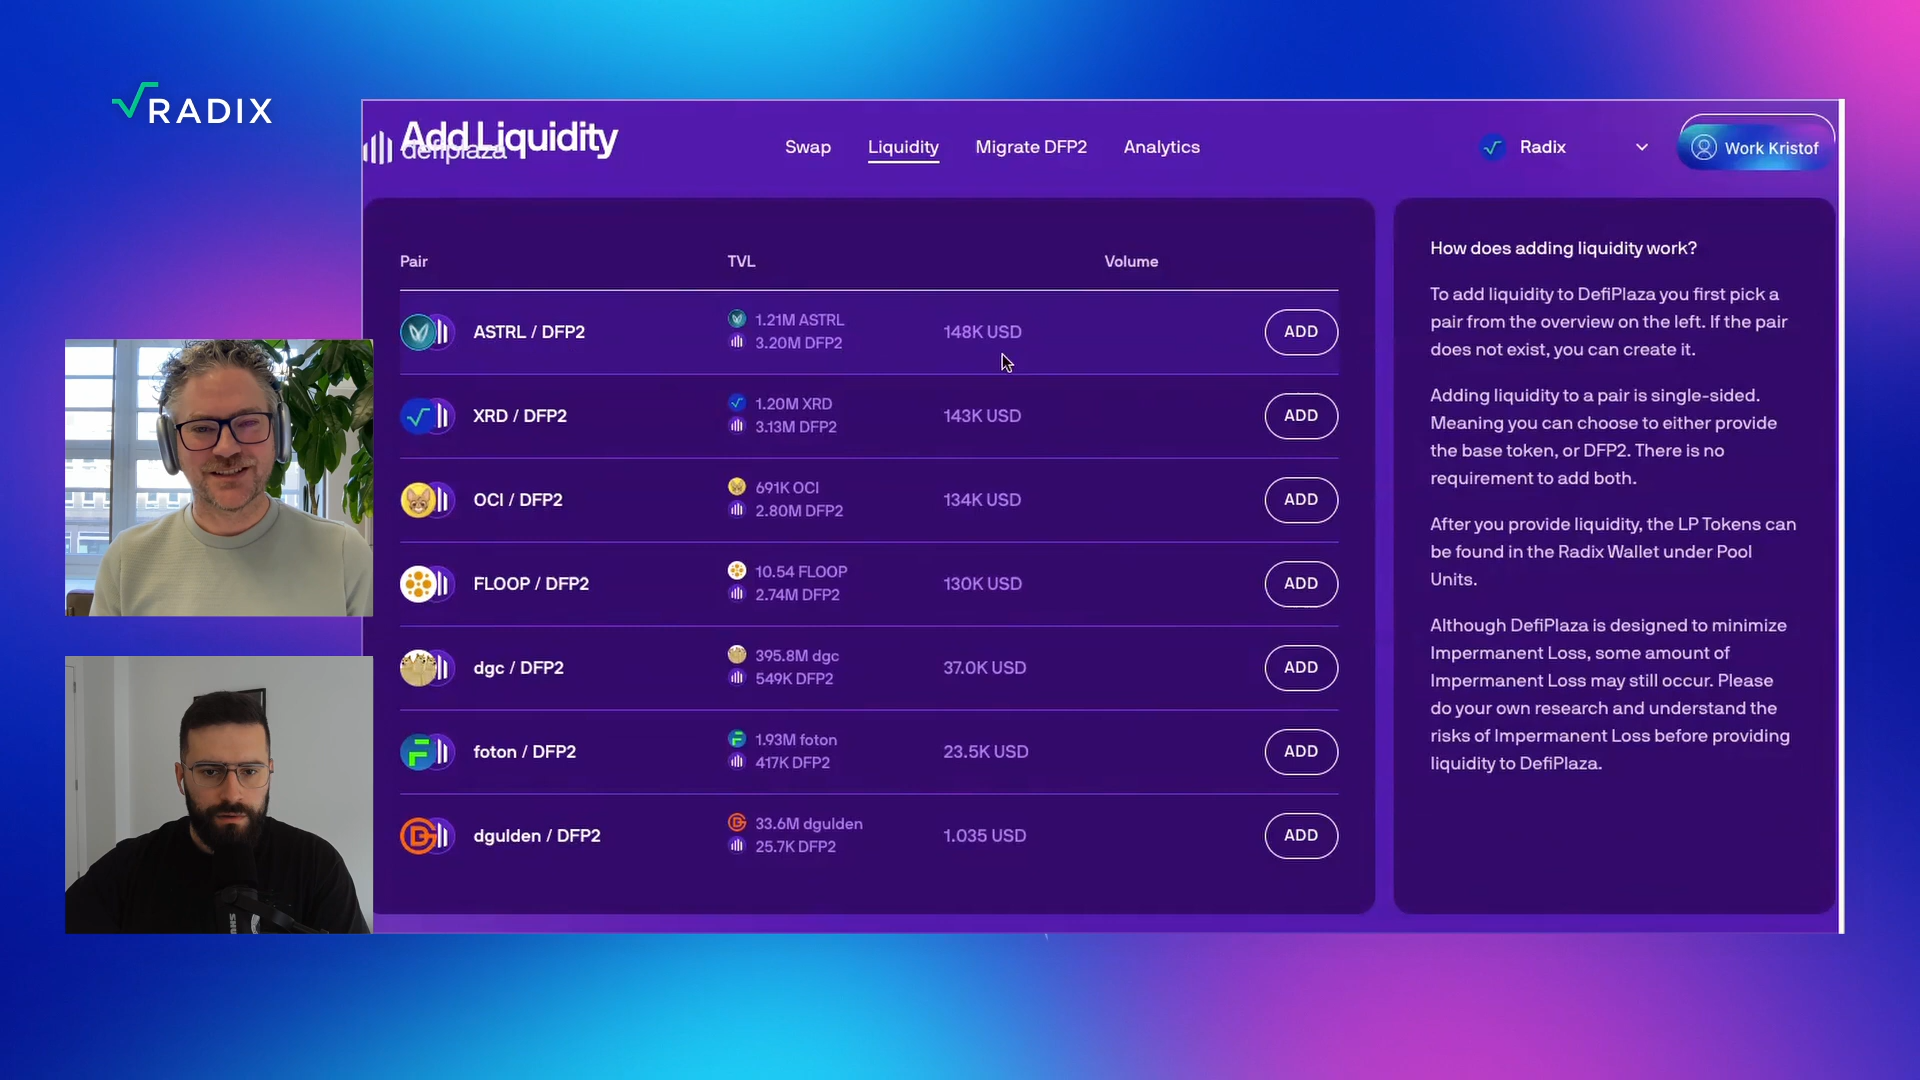 RADIX
Add Liquidity
defiplaza
Swap
Liquidity
Migrate DFP2
Analytics
Radix
Work Kristof
Pair
TVL
Volume
ASTRL / DFP2
1.21M ASTRL
3.20M DFP2
148K USD
ADD
XRD / DFP2
1.20M XRD
3.13M DFP2
143K USD
ADD
OCI / DFP2
691K OCI
2.80M DFP2
134K USD
ADD
FLOOP / DFP2
10.54 FLOOP
2.74M DFP2
130K USD
ADD
dgc / DFP2
395.8M dgc
549K DFP2
37.0K USD
ADD
foton / DFP2
1.93M foton
417K DFP2
23.5K USD
ADD
dgulden / DFP2
33.6M dgulden
25.7K DFP2
1.035 USD
ADD
How does adding liquidity work?
To add liquidity to DefiPlaza you first pick a
pair from the overview on the left. If the pair
does not exist, you can create it.
Adding liquidity to a pair is single-sided.
Meaning you can choose to either provide
the base token, or DFP2. There is no
requirement to add both.
After you provide liquidity, the LP Tokens can
be found in the Radix Wallet under Pool
Units.
Although DefiPlaza is designed to minimize
Impermanent Loss, some amount of
Impermanent Loss may still occur. Please
do your own research and understand the
risks of Impermanent Loss before providing
liquidity to DefiPlaza.